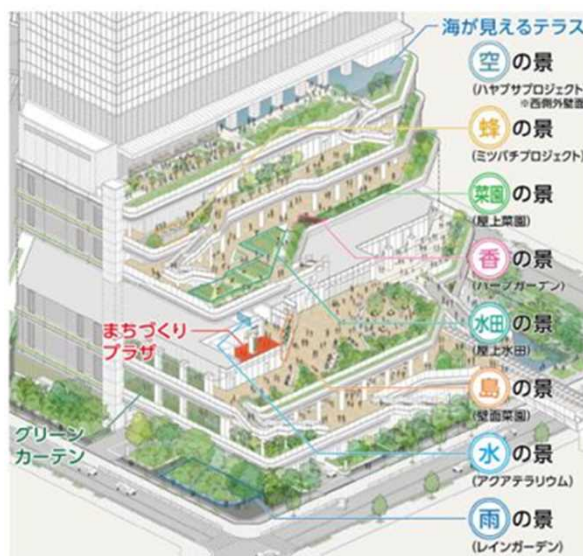 海が見えるテラス
空の景
(ハヤブサプロジェクト
※西側外壁面
蜂の景
(ミツバチプロジェクト)
菜園の景
(屋上菜園)
香の景
(ハーブガーデン)
水田の景
(屋上水田)
まちづくり
プラザ
島の景
(壁面菜園)
グリーン
カーテン
水の景
(アクアテラリウム)
雨の景
(レインガーデン)